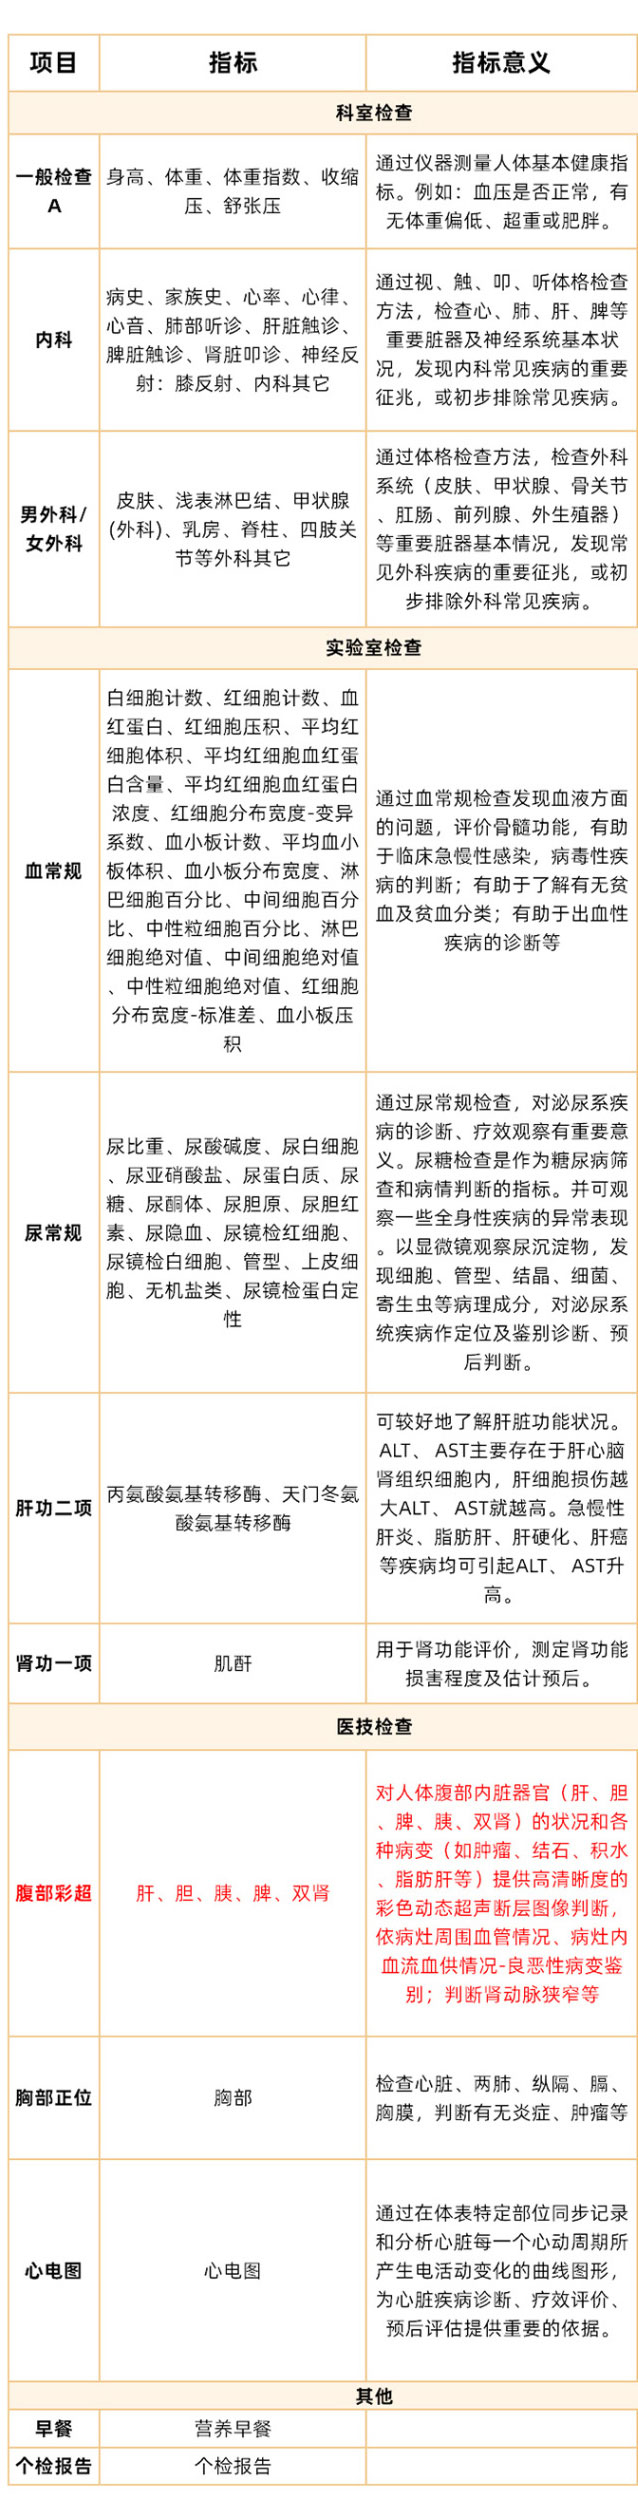 项目
指标
指标意义
科室检查
一般检查
A
身高、体重、体重指数、收缩
压、舒张压
通过仪器测量人体基本健康指
标。例如：血压是否正常，有
无体重偏低、超重或肥胖。
内科
病史、家族史、心率、心律、
心音、肺部听诊、肝脏触诊、
脾脏触诊、肾脏叩诊、神经反
射：膝反射、内科其它
通过视、触、叩、听体格检查
方法，检查心、肺、肝、脾等
重要脏器及神经系统基本状
况，发现内科常见疾病的重要
征兆，或初步排除常见疾病。
男外科/
女外科
皮肤、浅表淋巴结、甲状腺
(外科)、乳房、脊柱、四肢关
节等外科其它
通过体格检查方法，检查外科
系统（皮肤、甲状腺、骨关节
、肛肠、前列腺、外生殖器）
等重要脏器基本情况，发现常
见外科疾病的重要征兆，或初
步排除外科常见疾病。
实验室检查
血常规
白细胞计数、红细胞计数、血
红蛋白、红细胞压积、平均红
细胞体积、平均红细胞血红蛋
白含量、平均红细胞血红蛋白
浓度、红细胞分布宽度-变异
系数、血小板计数、平均血小
板体积、血小板分布宽度、淋
巴细胞百分比、中间细胞百分
比、中性粒细胞百分比、淋巴
细胞绝对值、中间细胞绝对值
、中性粒细胞绝对值、红细胞
分布宽度-标准差、血小板压
积
通过血常规检查发现血液方面
的问题，评价骨髓功能，有助
于临床急慢性感染，病毒性疾
病的判断；有助于了解有无贫
血及贫血分类；有助于出血性
疾病的诊断等
尿常规
尿比重、尿酸碱度、尿白细胞
、尿亚硝酸盐、尿蛋白质、尿
糖、尿酮体、尿胆原、尿胆红
素、尿隐血、尿镜检红细胞、
尿镜检白细胞、管型、上皮细
胞、无机盐类、尿镜检蛋白定
性
通过尿常规检查，对泌尿系疾
病的诊断、疗效观察有重要意
义。尿糖检查是作为糖尿病筛
查和病情判断的指标。并可观
察一些全身性疾病的异常表现
。以显微镜观察尿沉淀物，发
现细胞、管型、结晶、细菌、
寄生虫等病理成分，对泌尿系
统疾病作定位及鉴别诊断、预
后判断。
肝功二项
丙氨酸氨基转移酶、天门冬氨
酸氨基转移酶
可较好地了解肝脏功能状况。
ALT、 AST主要存在于肝心脑
肾组织细胞内，肝细胞损伤越
大ALT、 AST就越高。急慢性
肝炎、脂肪肝、肝硬化、肝癌
等疾病均可引起ALT、 AST升
高。
肾功一项
肌酐
用于肾功能评价，测定肾功能
损害程度及估计预后。
医技检查
腹部彩超
肝、胆、胰、脾、双肾
对人体腹部内脏器官（肝、胆
、脾、胰、双肾）的状况和各
种病变（如肿瘤、结石、积水
、脂肪肝等）提供高清晰度的
彩色动态超声断层图像判断，
依病灶周围血管情况、病灶内
血流血供情况-良恶性病变鉴
别；判断肾动脉狭窄等
胸部正位
胸部
检查心脏、两肺、纵隔、膈、
胸膜，判断有无炎症、肿瘤等
心电图
心电图
通过在体表特定部位同步记录
和分析心脏每一个心动周期所
产生电活动变化的曲线图形，
为心脏疾病诊断、疗效评价、
预后评估提供重要的依据。
其他
早餐
营养早餐
个检报告
个检报告